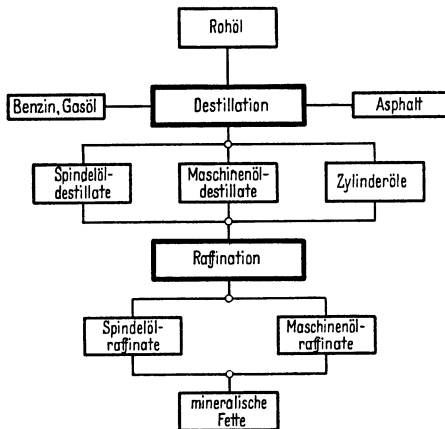 Rohöl
Benzin, Gasöl
Destillation
Asphalt
Spindelöl-
destillate
Maschinenöl-
destillate
Zylinderöle
Raffination
Spindelöl-
raffinate
Maschinenöl-
raffinate
mineralische
Fette